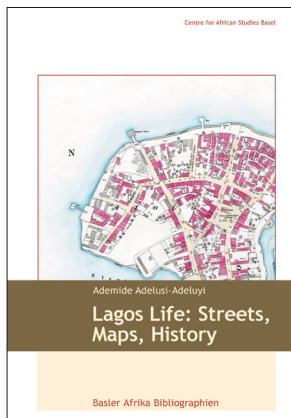 Centre for African Studies Basel
N
Ademide Adelusi-Adeluyi
Lagos Life: Streets,
Maps, History
Basler Afrika Bibliographien